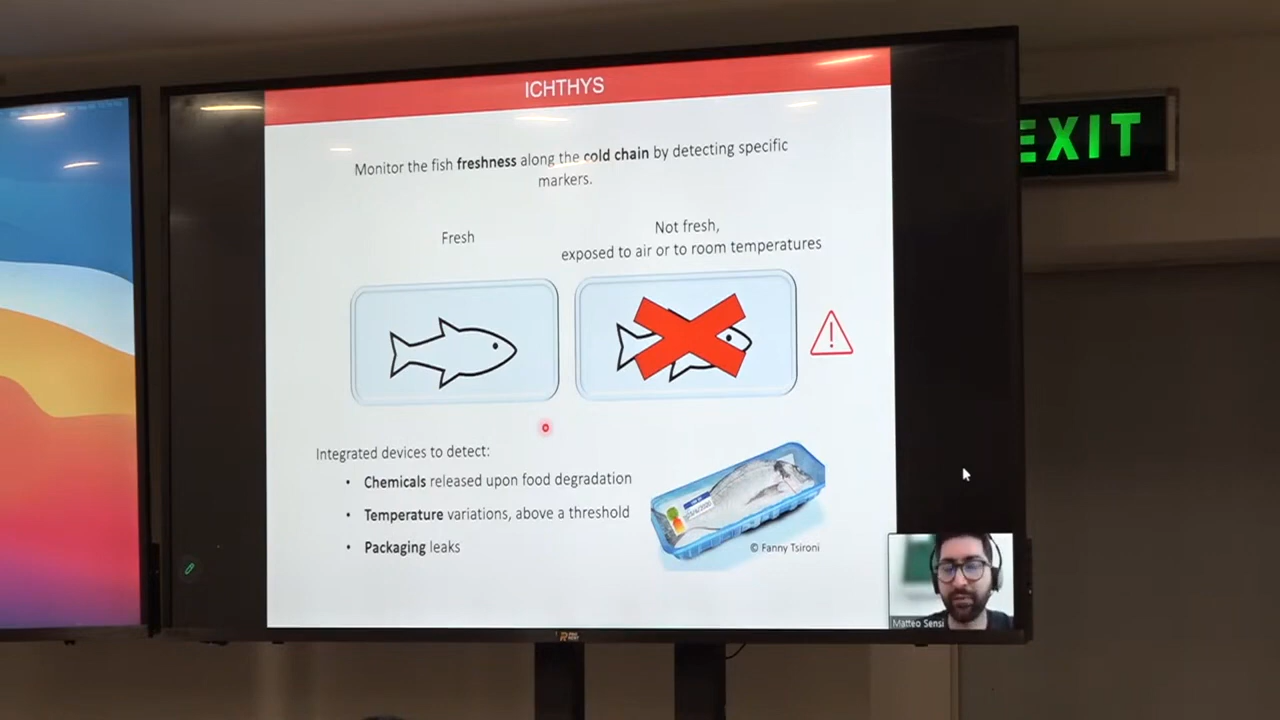 ICHTHYS
EXIT
Monitor the fish freshness along the cold chain by detecting specific
markers.
Fresh
Not fresh,
exposed to air or to room temperatures
Integrated devices to detect:
• Chemicals released upon food degradation
• Temperature variations, above a threshold
• Packaging leaks
© Fanny Tsironi
Matteo Sensi